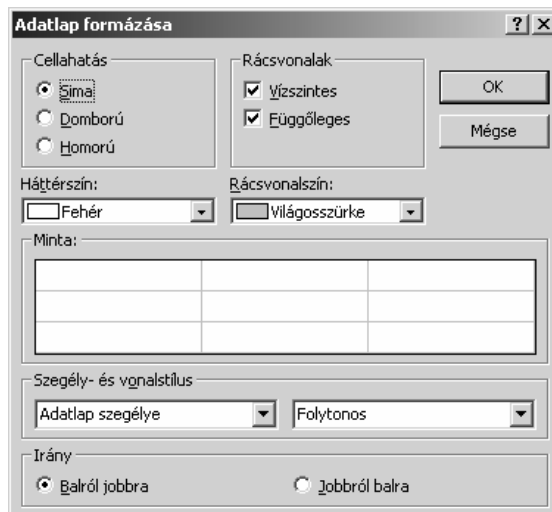 Adatlap formázása
Cellahatás
Sima
Domború
Homorú
Rácsvonalak
Vízszintes
Függőleges
OK
Mégse
Háttérszín:
Fehér
Rácsvonalszín:
Világosszürke
Minta:
Szegély- és vonalstílus
Adatlap szegélye
Folytonos
Irány
Balról jobbra
Jobbról balra